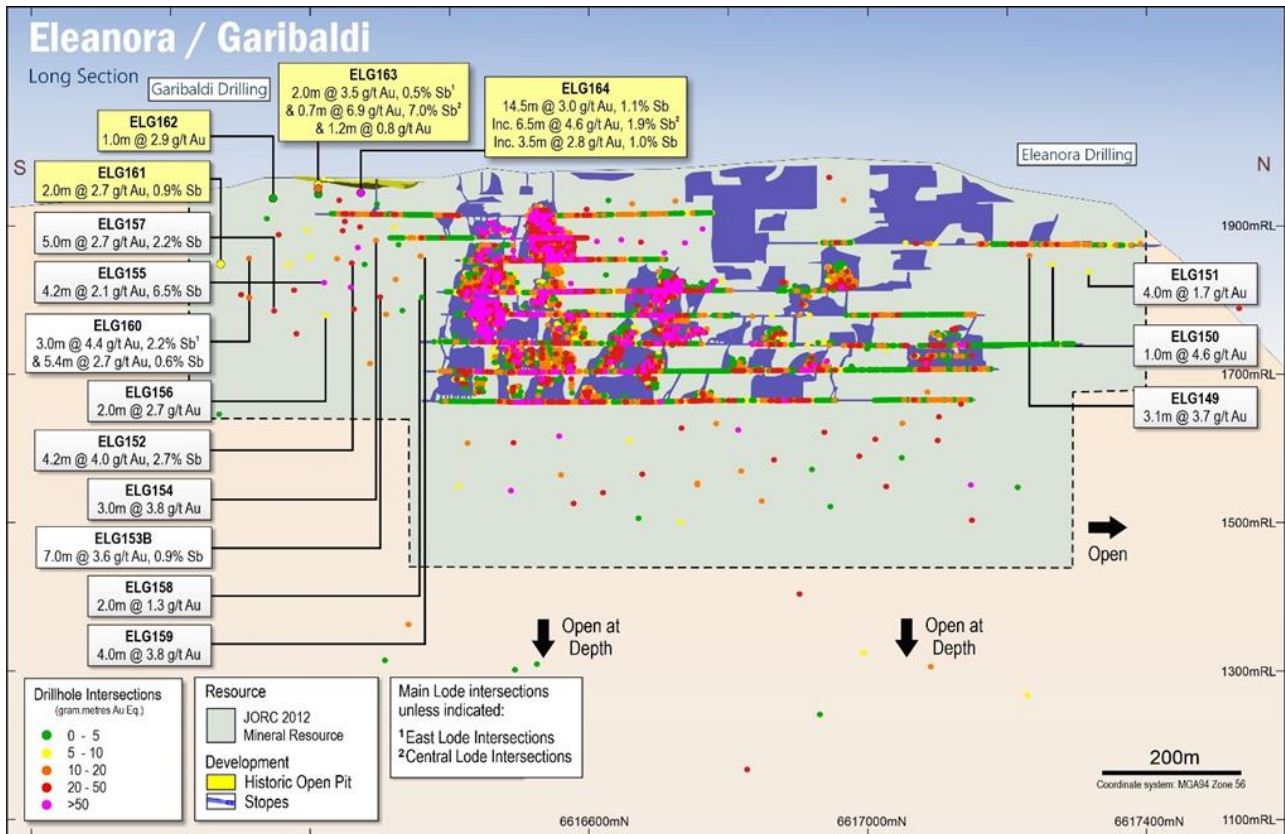 Eleanora / Garibaldi
Long Section
Garibaldi Drilling
ELG163
2.0m @ 3.5 g/t Au, 0.5% Sb¹
& 0.7m @ 6.9 g/t Au, 7.0% Sb²
& 1.2m @ 0.8 g/t Au
ELG164
14.5m @ 3.0 g/t Au, 1.1% Sb
Inc. 6.5m @ 4.6 g/t Au, 1.9% Sb²
Inc. 3.5m @ 2.8 g/t Au, 1.0% Sb
ELG162
1.0m @ 2.9 g/t Au
Eleanora Drilling
S
N
ELG161
2.0m @ 2.7 g/t Au, 0.9% Sb
ELG157
5.0m @ 2.7 g/t Au, 2.2% Sb
ELG155
4.2m @ 2.1 g/t Au, 6.5% Sb
ELG160
3.0m @ 4.4 g/t Au, 2.2% Sb¹
& 5.4m @ 2.7 g/t Au, 0.6% Sb
ELG156
2.0m @ 2.7 g/t Au
ELG152
4.2m @ 4.0 g/t Au, 2.7% Sb
ELG154
3.0m @ 3.8 g/t Au
ELG153B
7.0m @ 3.6 g/t Au, 0.9% Sb
ELG158
2.0m @ 1.3 g/t Au
ELG159
4.0m @ 3.8 g/t Au
1900mRL
ELG151
4.0m @ 1.7 g/t Au
ELG150
1.0m @ 4.6 g/t Au
1700mRL
ELG149
3.1m @ 3.7 g/t Au
1500mRL
Open
Open at
Depth
Open at
Depth
1300mRL
Drillhole Intersections
(gram.metres Au Eq.)
0 - 5
5 - 10
10 - 20
20 - 50
>50
Resource
JORC 2012
Mineral Resource
Development
Historic Open Pit
Stopes
Main Lode intersections
unless indicated:
¹East Lode Intersections
²Central Lode Intersections
200m
Coordinate system: MGA94 Zone 56
6616600mN
6617000mN
6617400mN
1100mRL